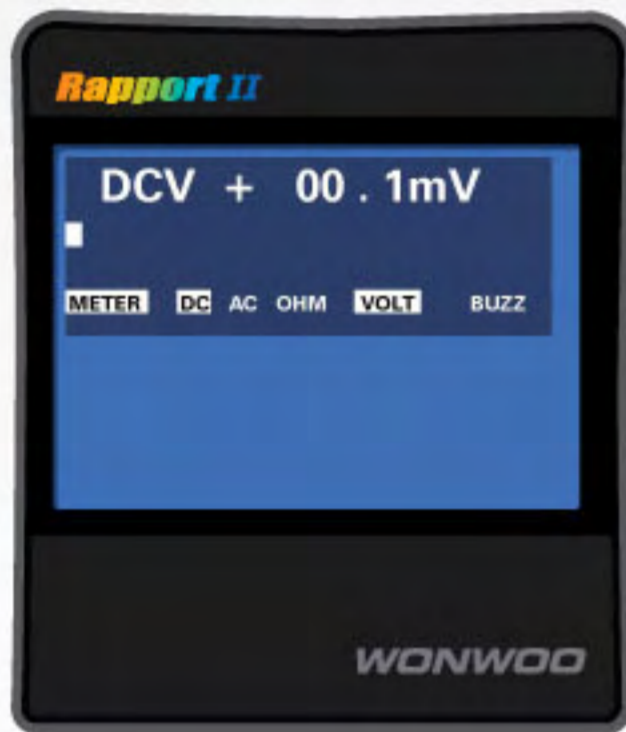 Rapport II
DCV + 00 . 1mV
METER DC AC OHM VOLT BUZZ
WONWOO